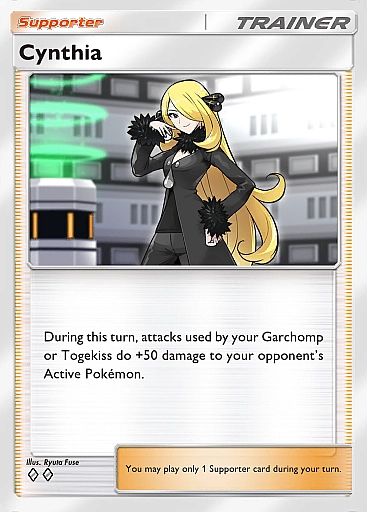 Supporter
TRAINER
Cynthia
During this turn, attacks used by your Garchomp
or Togekiss do +50 damage to your opponent's
Active Pokémon.
Illus. Ryuta Fuse
You may play only 1 Supporter card during your turn.